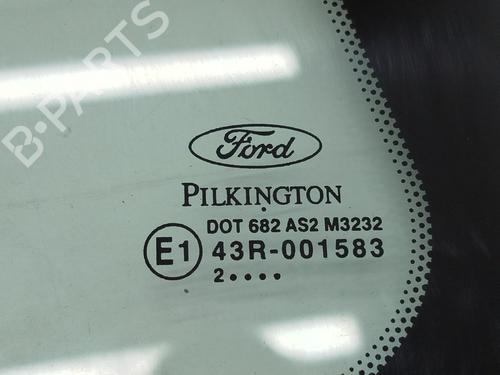 B-PARTS
Ford
PILKINGTON
DOT 682 AS2 M3232
E1 43R-001583
2••••